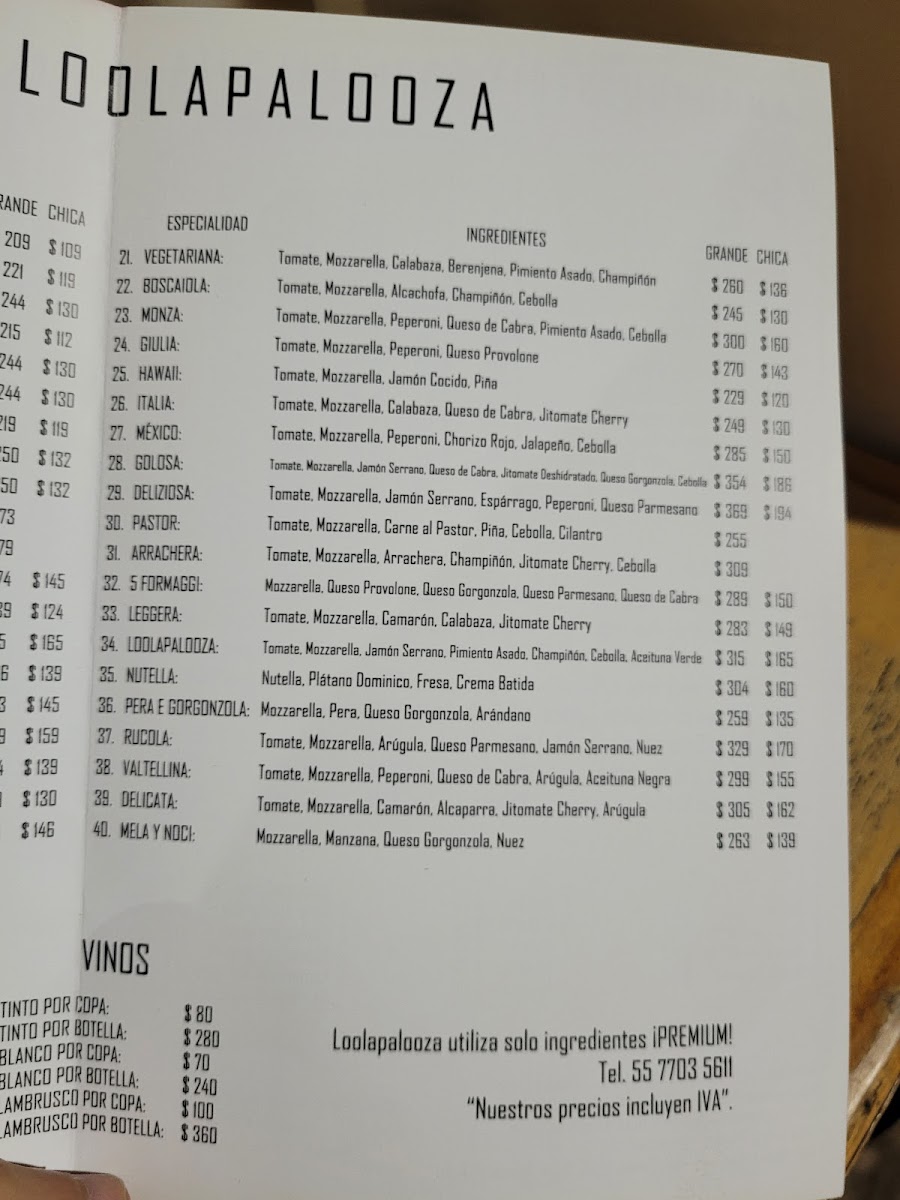 LOOLAPALOOZA
GRANDE CHICA
209 $ 109
221 $ 119
244 $ 130
215 $ 112
244 $ 130
244 $ 130
219 $ 119
$ 132
$ 132
$ 145
$ 124
$ 165
$ 139
$ 145
$ 159
$ 139
$ 130
$ 146
ESPECIALIDAD INGREDIENTES GRANDE CHICA
21. VEGETARIANA: Tomate, Mozzarella, Calabaza, Berenjena, Pimiento Asado, Champiñón $ 260 $ 136
22. BOSCAIOLA: Tomate, Mozzarella, Alcachofa, Champiñón, Cebolla $ 245 $ 130
23. MONZA: Tomate, Mozzarella, Peperoni, Queso de Cabra, Pimiento Asado, Cebolla $ 300 $ 160
24. GIULIA: Tomate, Mozzarella, Peperoni, Queso Provolone $ 270 $ 143
25. HAWAII: Tomate, Mozzarella, Jamón Cocido, Piña $ 229 $ 120
26. ITALIA: Tomate, Mozzarella, Calabaza, Queso de Cabra, Jitomate Cherry $ 249 $ 130
27. MÉXICO: Tomate, Mozzarella, Peperoni, Chorizo Rojo, Jalapeño, Cebolla $ 285 $ 150
28. GOLOSA: Tomate, Mozzarella, Jamón Serrano, Queso de Cabra, Jitomate Deshidratado, Queso Gorgonzola, Cebolla $ 354 $ 186
29. DELIZIOSA: Tomate, Mozzarella, Jamón Serrano, Espárrago, Peperoni, Queso Parmesano $ 369 $ 194
30. PASTOR: Tomate, Mozzarella, Carne al Pastor, Piña, Cebolla, Cilantro $ 255
31. ARRACHERA: Tomate, Mozzarella, Arrachera, Champiñón, Jitomate Cherry, Cebolla $ 309
32. 5 FORMAGGI: Mozzarella, Queso Provolone, Queso Gorgonzola, Queso Parmesano, Queso de Cabra $ 289 $ 150
33. LEGGERA: Tomate, Mozzarella, Camarón, Calabaza, Jitomate Cherry $ 283 $ 149
34. LOOLAPALOOZA: Tomate, Mozzarella, Jamón Serrano, Pimiento Asado, Champiñón, Cebolla, Aceituna Verde $ 315 $ 165
35. NUTELLA: Nutella, Plátano Dominico, Fresa, Crema Batida $ 304 $ 160
36. PERA E GORGONZOLA: Mozzarella, Pera, Queso Gorgonzola, Arándano $ 259 $ 135
37. RUCOLA: Tomate, Mozzarella, Arúgula, Queso Parmesano, Jamón Serrano, Nuez $ 329 $ 170
38. VALTELLINA: Tomate, Mozzarella, Peperoni, Queso de Cabra, Arúgula, Aceituna Negra $ 299 $ 155
39. DELICATA: Tomate, Mozzarella, Camarón, Alcaparra, Jitomate Cherry, Arúgula $ 305 $ 162
40. MELA Y NOCI: Mozzarella, Manzana, Queso Gorgonzola, Nuez $ 263 $ 139
VINOS
TINTO POR COPA: $ 80
TINTO POR BOTELLA: $ 280
BLANCO POR COPA: $ 70
BLANCO POR BOTELLA: $ 240
LAMBRUSCO POR COPA: $ 100
LAMBRUSCO POR BOTELLA: $ 360
Loolapalooza utiliza solo ingredientes ¡PREMIUM!
Tel. 55 7703 5611
"Nuestros precios incluyen IVA".